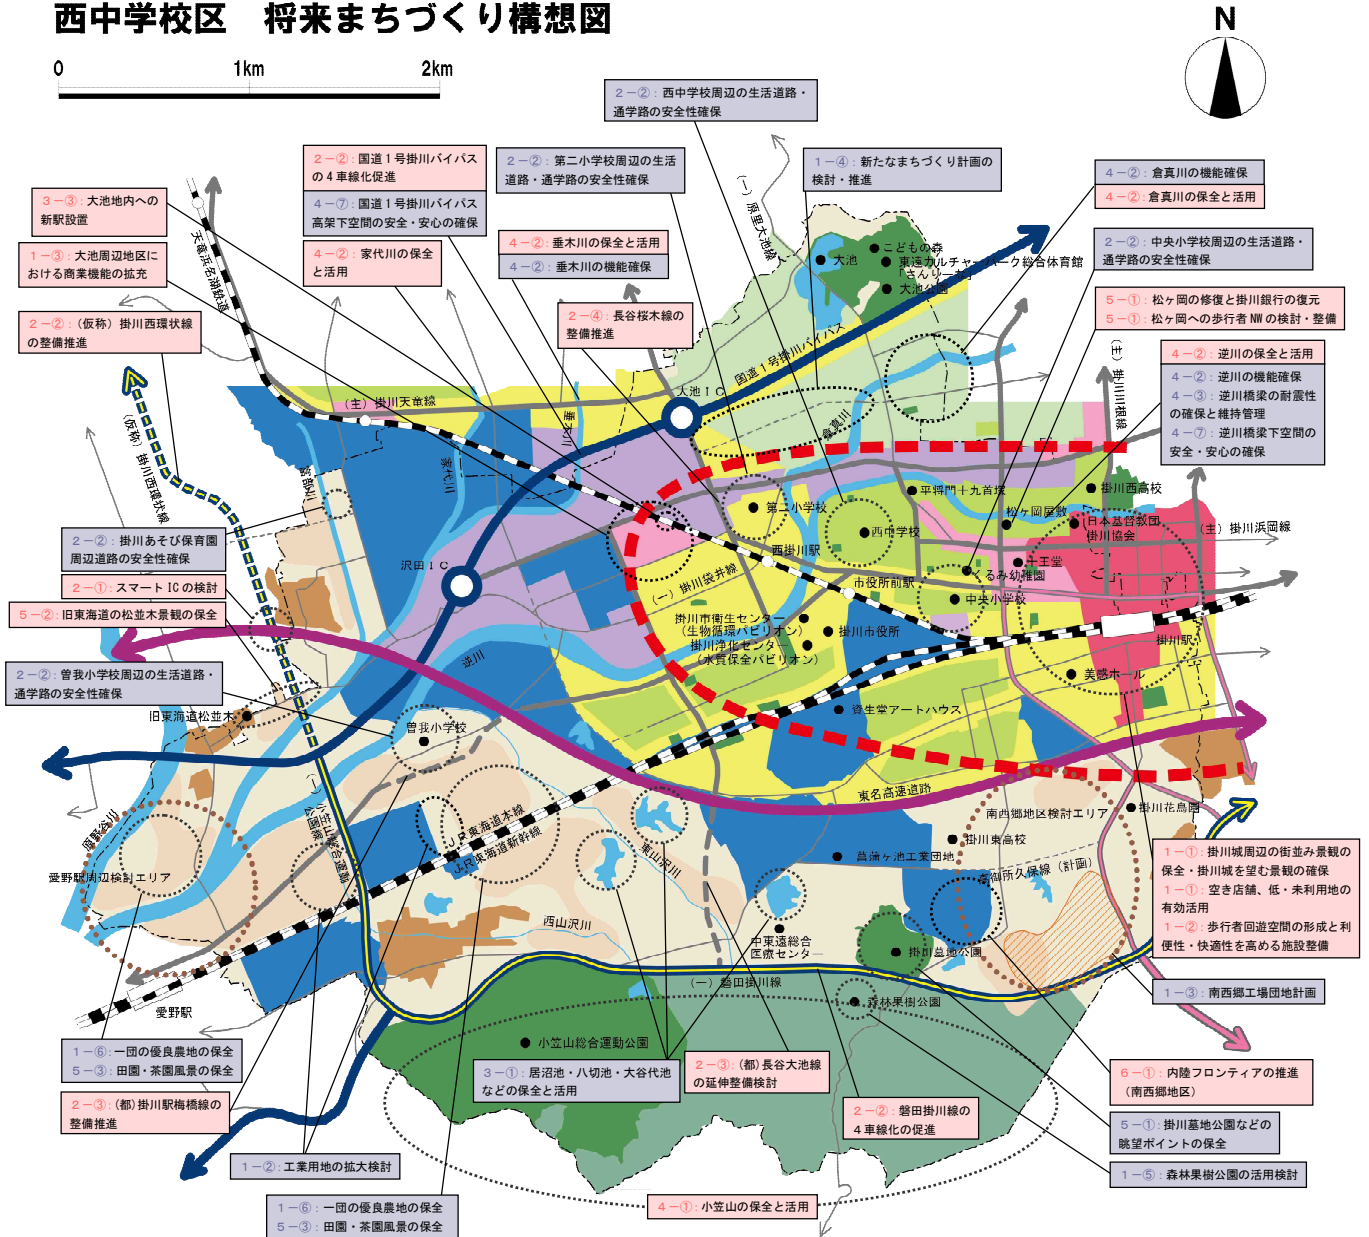 西中学校区　将来まちづくり構想図
0
1km
2km
N
2－②：西中学校周辺の生活道路・
通学路の安全性確保
2－②：国道１号掛川バイパス
の４車線化促進
4－⑦：国道１号掛川バイパス
高架下空間の安全・安心の確保
4－②：家代川の保全
と活用
2－②：第二小学校周辺の生活
道路・通学路の安全性確保
4－②：垂木川の保全と活用
4－②：垂木川の機能確保
2－④：長谷桜木線の
整備推進
1－④：新たなまちづくり計画の
検討・推進
4－②：倉真川の機能確保
4－②：倉真川の保全と活用
2－②：中央小学校周辺の生活道路・
通学路の安全性確保
5－①：松ヶ岡の修復と掛川銀行の復元
5－①：松ヶ岡への歩行者NWの検討・整備
4－②：逆川の保全と活用
4－②：逆川の機能確保
4－③：逆川橋梁の耐震性
の確保と維持管理
4－⑦：逆川橋梁下空間の
安全・安心の確保
3－③：大池地内への
新駅設置
1－③：大池周辺地区に
おける商業機能の拡充
2－②：（仮称）掛川西環状線
の整備推進
天竜浜名湖鉄道
（一）原里大池線
大池
こどもの森
東遠カルチャーパーク総合体育館
「さんりーな」
大池公園
国道１号掛川バイパス
大池ＩＣ
（主）掛川天竜線
（仮称）掛川西環状線
垂木川
家代川
倉真川
（主）掛川川根線
平将門十九首塚
掛川西高校
第二小学校
西中学校
松ヶ岡屋敷
日本基督教団
掛川協会
（主）掛川浜岡線
西掛川駅
十王堂
くるみ幼稚園
市役所前駅
中央小学校
沢田ＩＣ
（一）掛川袋井線
掛川市衛生センター
（生物循環パビリオン）
掛川浄化センター
（水質保全パビリオン）
掛川市役所
掛川駅
美感ホール
逆川
2－②：掛川あそび保育園
周辺道路の安全性確保
2－①：スマートICの検討
5－②：旧東海道の松並木景観の保全
2－②：曽我小学校周辺の生活道路・
通学路の安全性確保
旧東海道松並木
曽我小学校
資生堂アートハウス
東名高速道路
原野谷川
愛野駅周辺検討エリア
ＪＲ東海道本線
ＪＲ東海道新幹線
東山沢川
西山沢川
菖蒲ヶ池工業団地
南西郷地区検討エリア
掛川花鳥園
掛川東高校
高御所久保線（計画）
中東遠総合
医療センター
掛川墓地公園
（一）磐田掛川線
森林果樹公園
愛野駅
小笠山総合運動公園
1－①：掛川城周辺の街並み景観の
保全・掛川城を望む景観の確保
1－①：空き店舗、低・未利用地の
有効活用
1－②：歩行者回遊空間の形成と利
便性・快適性を高める施設整備
1－③：南西郷工場団地計画
1－⑥：一団の優良農地の保全
5－③：田園・茶園風景の保全
2－③：（都）掛川駅梅橋線の
整備推進
3－①：居沼池・八切池・大谷代池
などの保全と活用
2－③：（都）長谷大池線
の延伸整備検討
2－②：磐田掛川線の
４車線化の促進
6－①：内陸フロンティアの推進
（南西郷地区）
5－①：掛川墓地公園などの
眺望ポイントの保全
1－⑤：森林果樹公園の活用検討
1－②：工業用地の拡大検討
1－⑥：一団の優良農地の保全
5－③：田園・茶園風景の保全
4－①：小笠山の保全と活用